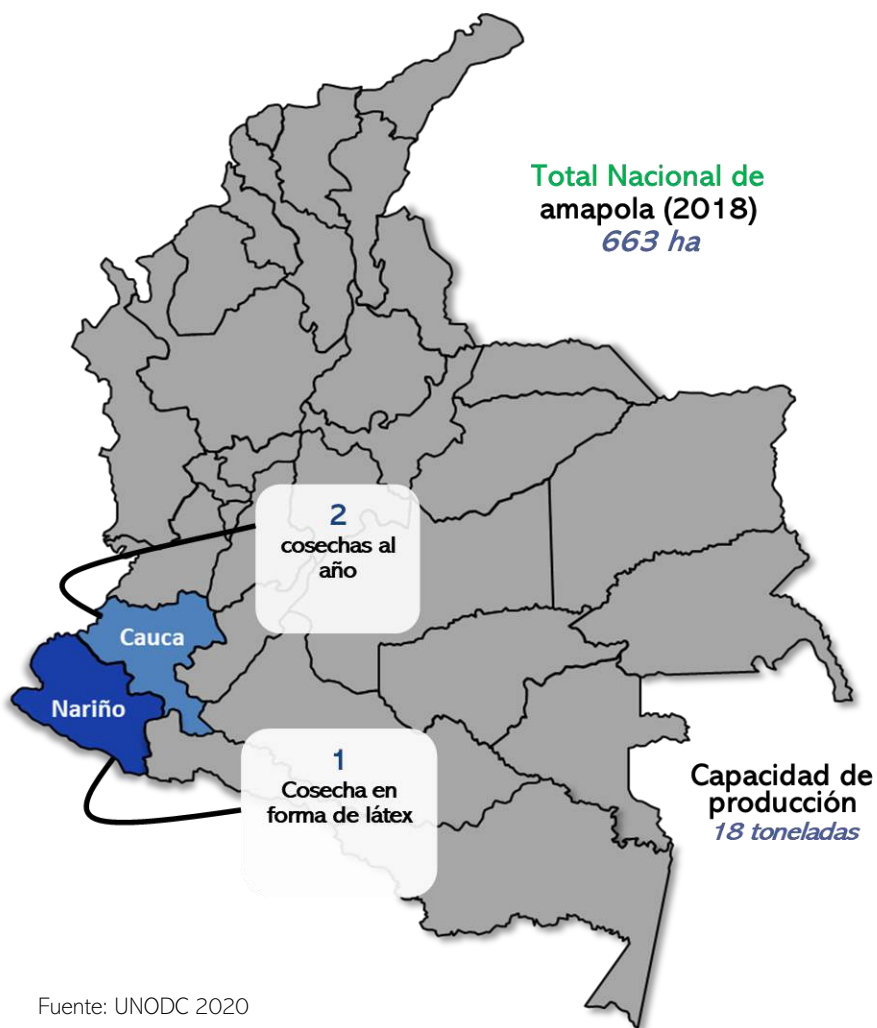 Total Nacional de
amapola (2018)
663 ha
2
cosechas al
año
Cauca
Nariño
1
Cosecha en
forma de látex
Capacidad de
producción
18 toneladas
Fuente: UNODC 2020